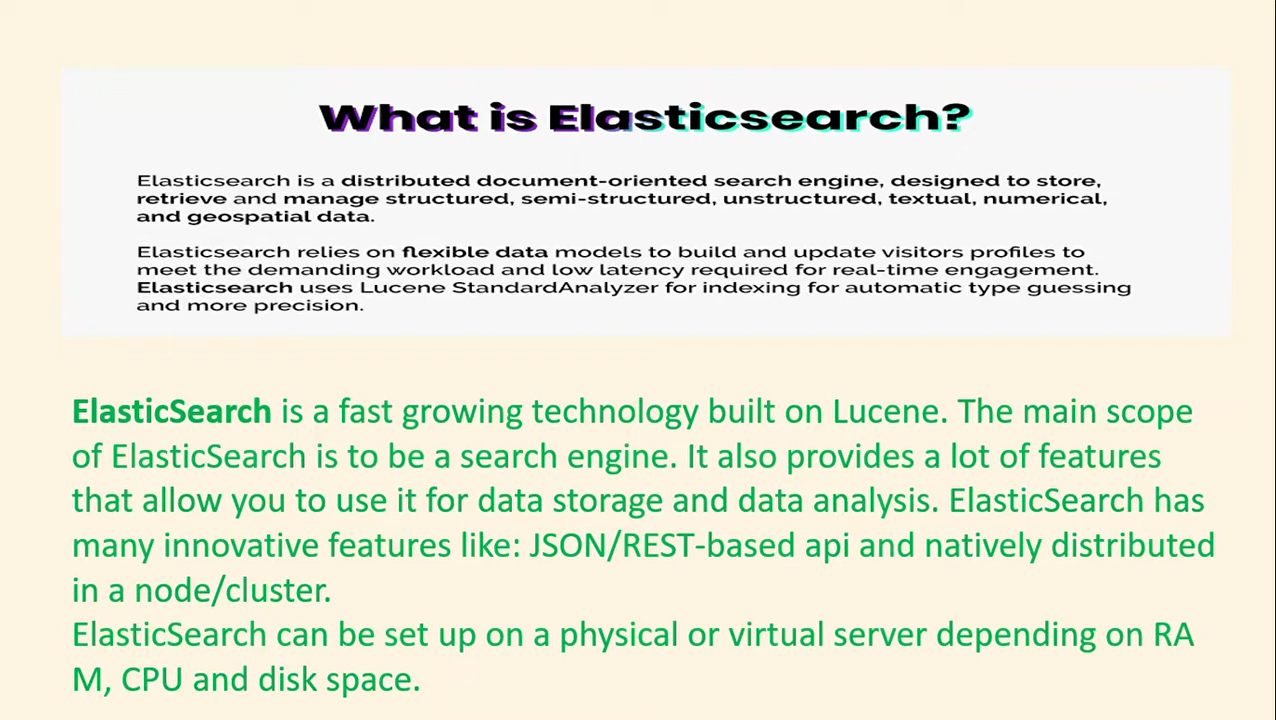 What is Elasticsearch?
Elasticsearch is a distributed document-oriented search engine, designed to store,
retrieve and manage structured, semi-structured, unstructured, textual, numerical,
and geospatial data.
Elasticsearch relies on flexible data models to build and update visitors profiles to
meet the demanding workload and low latency required for real-time engagement.
Elasticsearch uses Lucene StandardAnalyzer for indexing for automatic type guessing
and more precision.
ElasticSearch is a fast growing technology built on Lucene. The main scope
of ElasticSearch is to be a search engine. It also provides a lot of features
that allow you to use it for data storage and data analysis. ElasticSearch has
many innovative features like: JSON/REST-based api and natively distributed
in a node/cluster.
ElasticSearch can be set up on a physical or virtual server depending on RA
M, CPU and disk space.